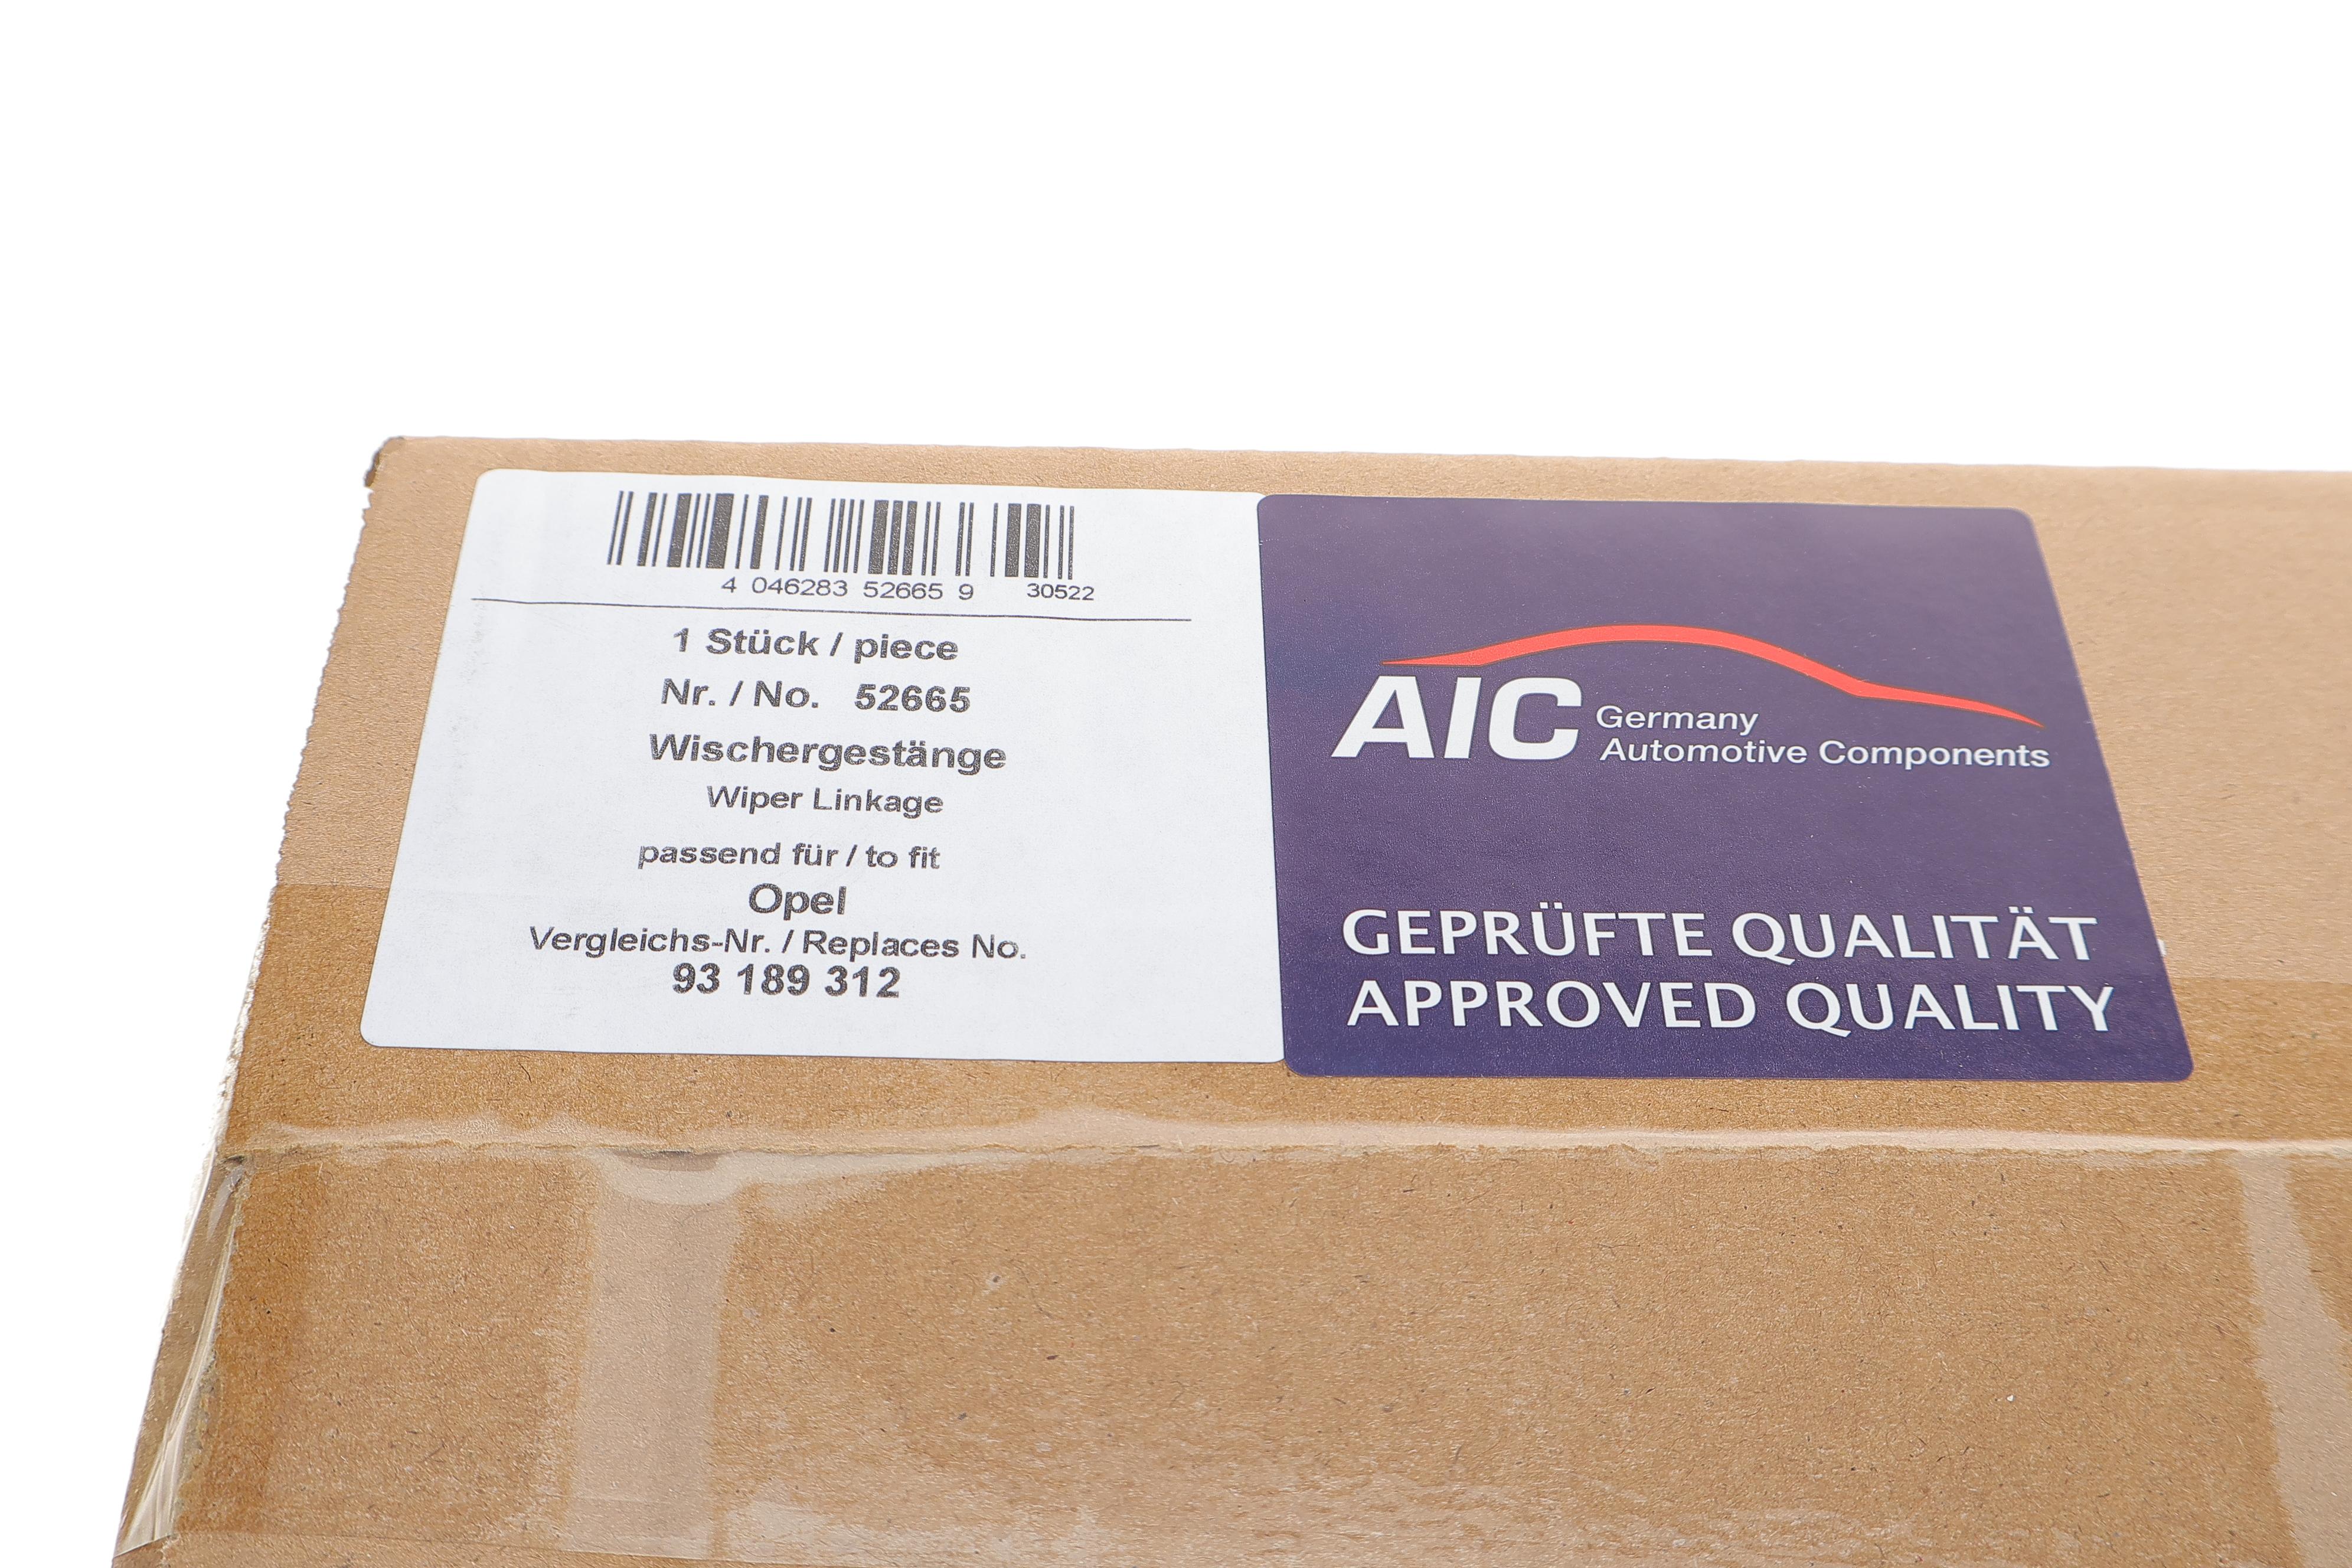 4 046283 52665 9 30522
1 Stück / piece
Nr. / No. 52665
Wischergestänge
Wiper Linkage
passend für / to fit
Opel
Vergleichs-Nr. / Replaces No.
93 189 312
AIC Germany
Automotive Components
GEPRÜFTE QUALITÄT
APPROVED QUALITY